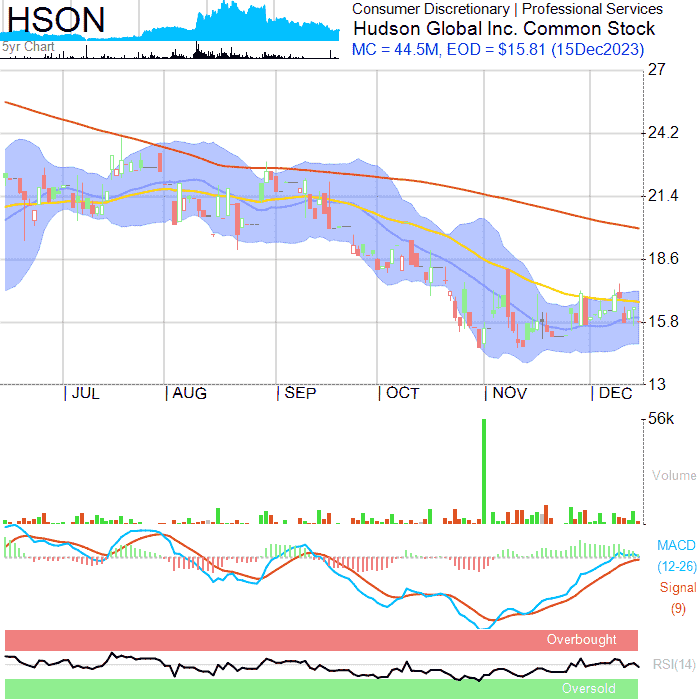 HSON
5yr Chart
Consumer Discretionary | Professional Services
Hudson Global Inc. Common Stock
MC = 44.5M, EOD = $15.81 (15Dec2023)
27
24.2
21.4
18.6
15.8
13
| JUL | AUG | SEP | OCT | NOV | DEC
56k
Volume
MACD
(12-26)
Signal
(9)
Overbought
RSI(14)
Oversold